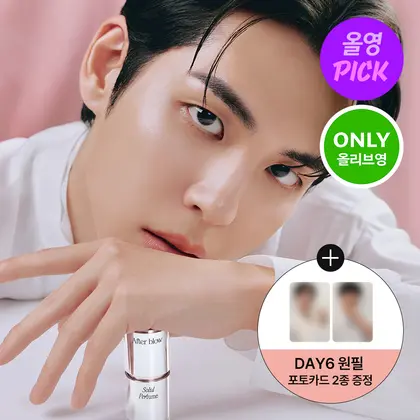 올영
PICK
ONLY
올리브영
+
DAY6 원필
포토카드 2종 증정
After blow
Solid
Perfume